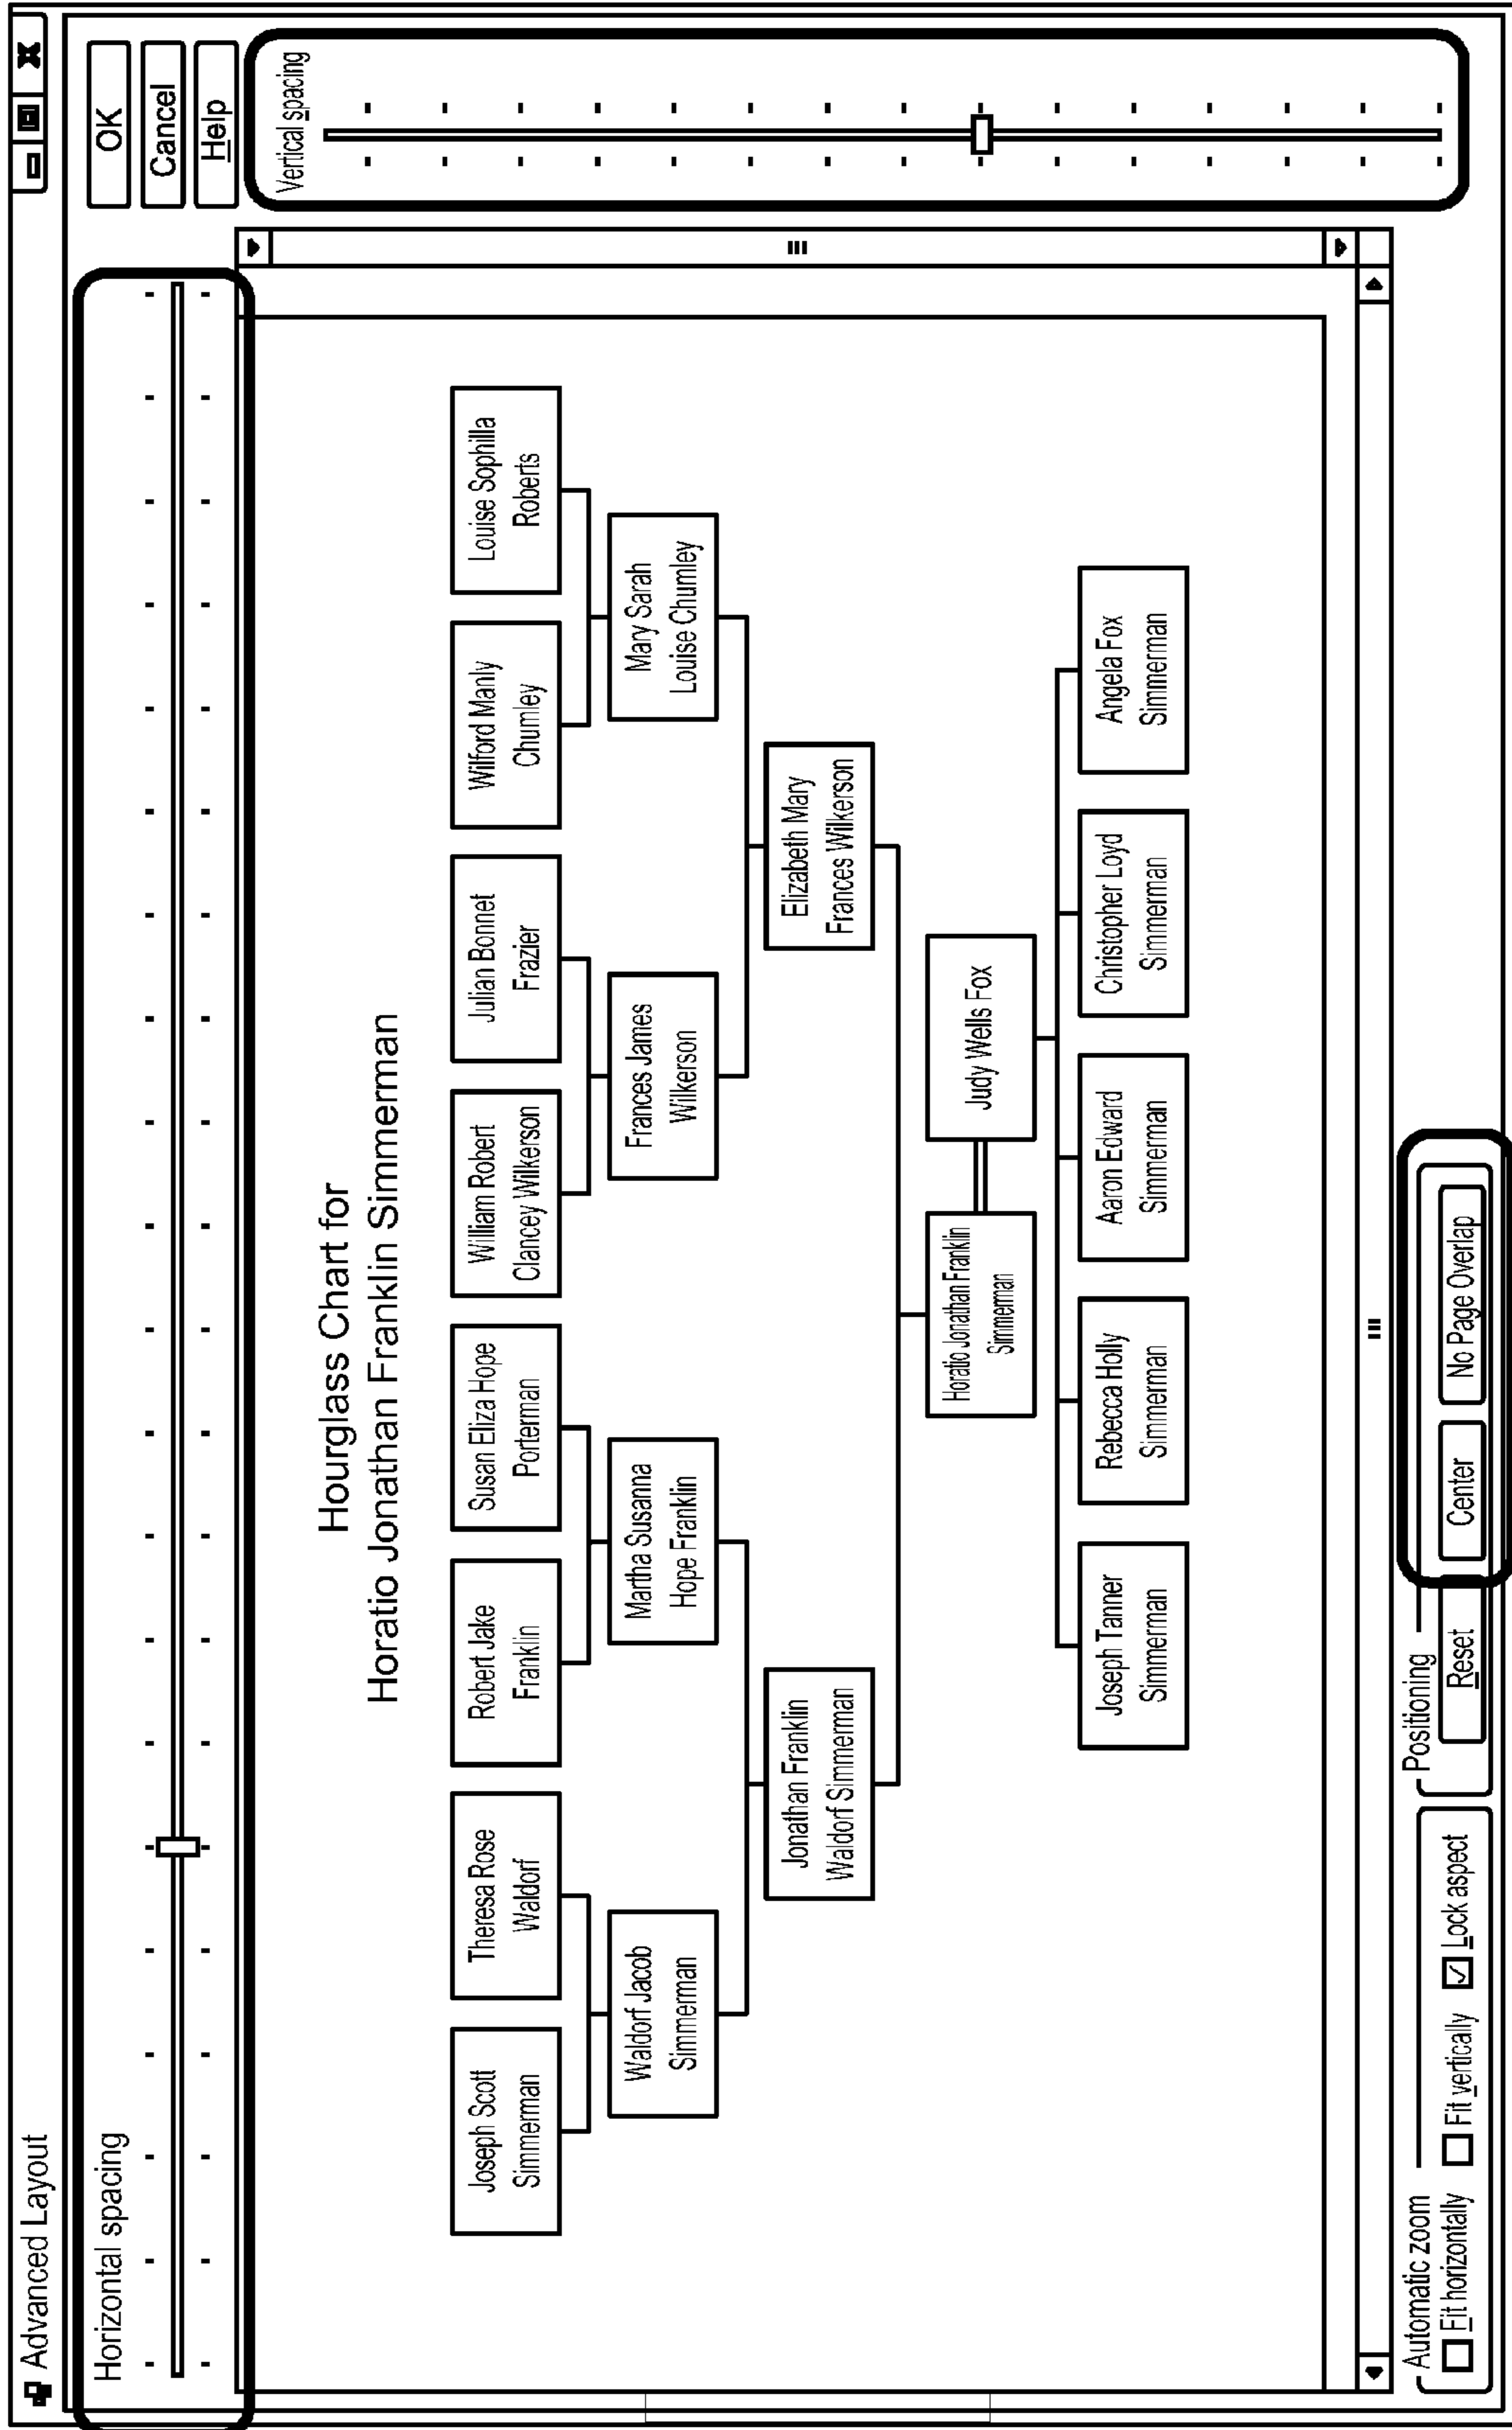 Advanced Layout
Horizontal spacing
OK
Cancel
Help
Vertical spacing
Hourglass Chart for
Horatio Jonathan Franklin Simmerman
Joseph Scott
Simmerman
Theresa Rose
Waldorf
Robert Jake
Franklin
Susan Eliza Hope
Porterman
William Robert
Clancey Wilkerson
Julian Bonnet
Frazier
Wilford Manly
Chumley
Louise Sophilla
Roberts
Waldorf Jacob
Simmerman
Martha Susanna
Hope Franklin
Frances James
Wilkerson
Mary Sarah
Louise Chumley
Jonathan Franklin
Waldorf Simmerman
Elizabeth Mary
Frances Wilkerson
Horatio Jonathan Franklin
Simmerman
Judy Wells Fox
Joseph Tanner
Simmerman
Rebecca Holly
Simmerman
Aaron Edward
Simmerman
Christopher Loyd
Simmerman
Angela Fox
Simmerman
Automatic zoom
Fit horizontally
Fit vertically
Lock aspect
Positioning
Reset
Center
No Page Overlap